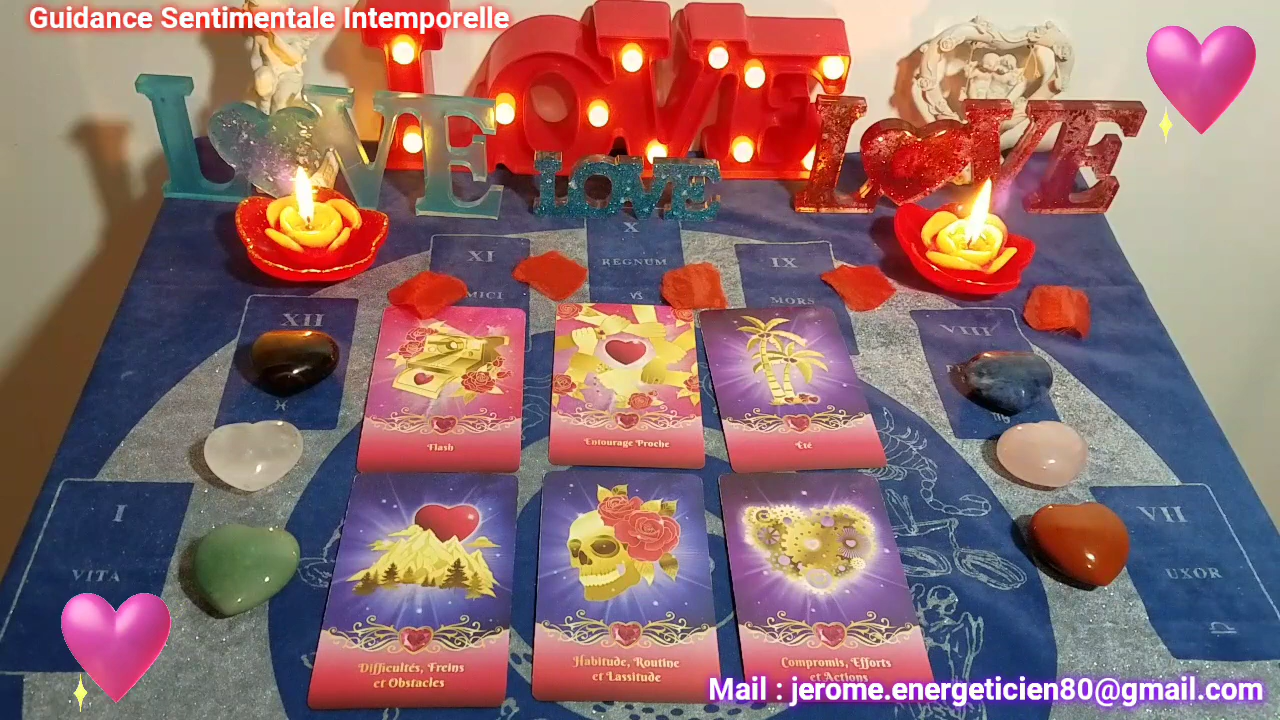 Guidance Sentimentale Intemporelle
LOVE
LOVE
LOVE
LOVE
X
REGNUM
XI
IX
MORS
XII
VIII
Flash
Entourage Proche
Été
I
VITA
VII
UXOR
Difficultés, Freins
et Obstacles
Habitude, Routine
et Lassitude
Compromis, Efforts
et Actions
Mail : jerome.energeticien80@gmail.com